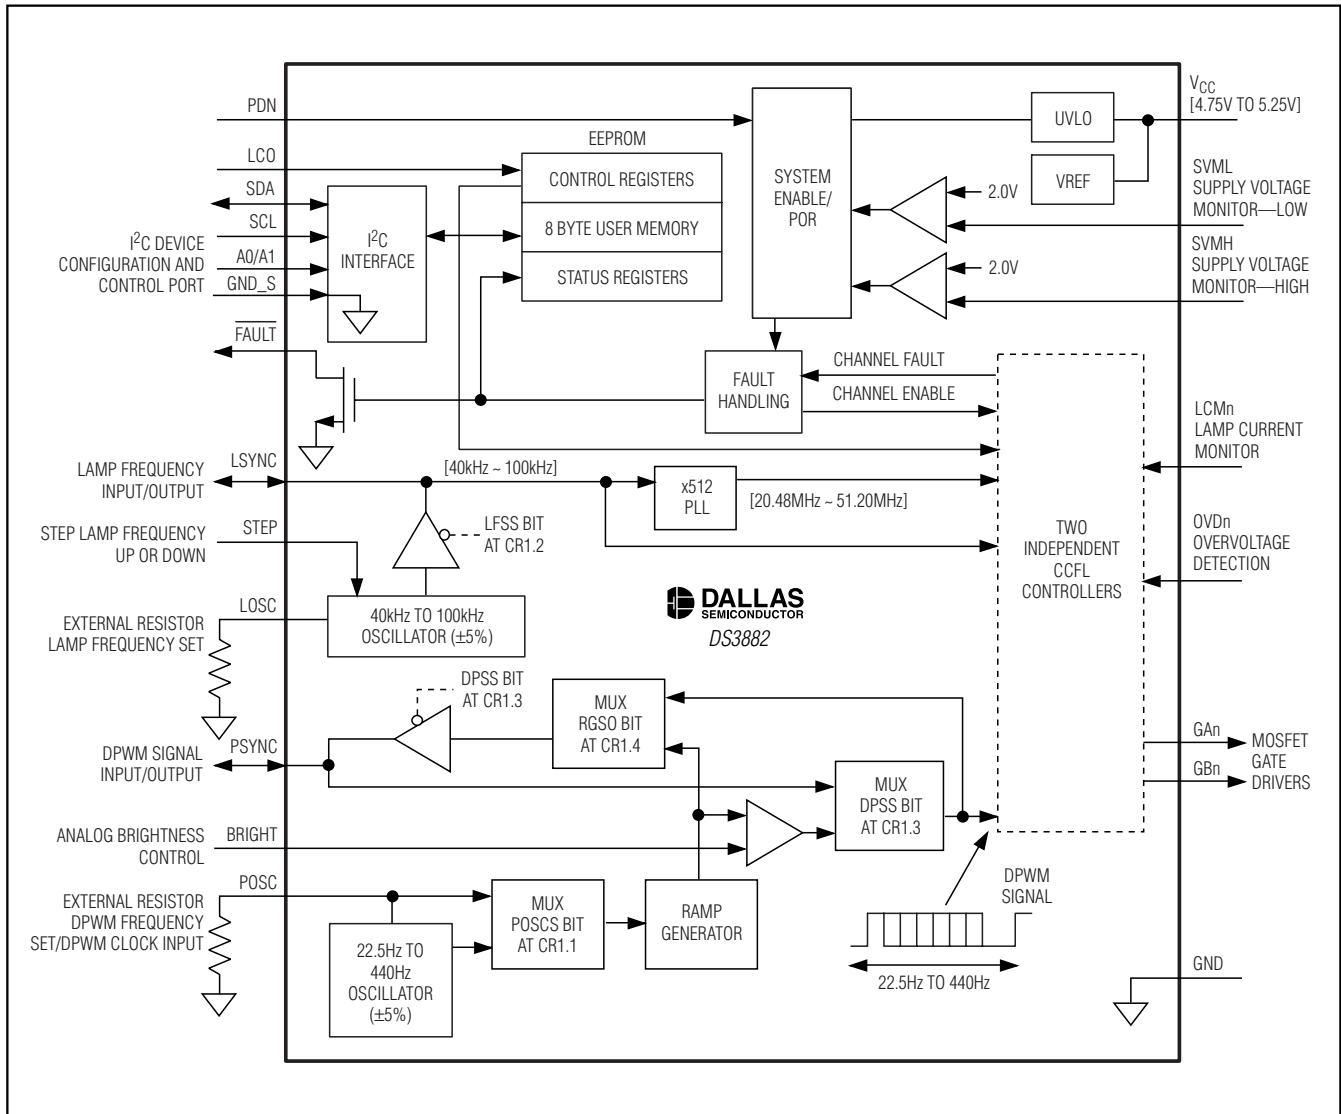 PDN
LCO
SDA
SCL
I²C DEVICE
CONFIGURATION AND
CONTROL PORT
A0/A1
GND_S
FAULT
I²C
INTERFACE
EEPROM
CONTROL REGISTERS
8 BYTE USER MEMORY
STATUS REGISTERS
SYSTEM
ENABLE/
POR
UVLO
VREF
2.0V
2.0V
VCC
[4.75V TO 5.25V]
SVML
SUPPLY VOLTAGE
MONITOR—LOW
SVMH
SUPPLY VOLTAGE
MONITOR—HIGH
FAULT
HANDLING
CHANNEL FAULT
CHANNEL ENABLE
LCMn
LAMP CURRENT
MONITOR
LAMP FREQUENCY
INPUT/OUTPUT
LSYNC
[40kHz ~ 100kHz]
x512
PLL
[20.48MHz ~ 51.20MHz]
STEP LAMP FREQUENCY
UP OR DOWN
STEP
LFSS BIT
AT CR1.2
TWO
INDEPENDENT
CCFL
CONTROLLERS
OVDn
OVERVOLTAGE
DETECTION
LOSC
EXTERNAL RESISTOR
LAMP FREQUENCY SET
40kHz TO 100kHz
OSCILLATOR (±5%)
DALLAS
SEMICONDUCTOR
DS3882
DPSS BIT
AT CR1.3
MUX
RGSO BIT
AT CR1.4
DPWM SIGNAL
INPUT/OUTPUT
PSYNC
MUX
DPSS BIT
AT CR1.3
GAn
GBn
MOSFET
GATE
DRIVERS
ANALOG BRIGHTNESS
CONTROL
BRIGHT
POSC
EXTERNAL RESISTOR
DPWM FREQUENCY
SET/DPWM CLOCK INPUT
22.5Hz TO
440Hz
OSCILLATOR
(±5%)
MUX
POSCS BIT
AT CR1.1
RAMP
GENERATOR
DPWM
SIGNAL
22.5Hz TO 440Hz
GND